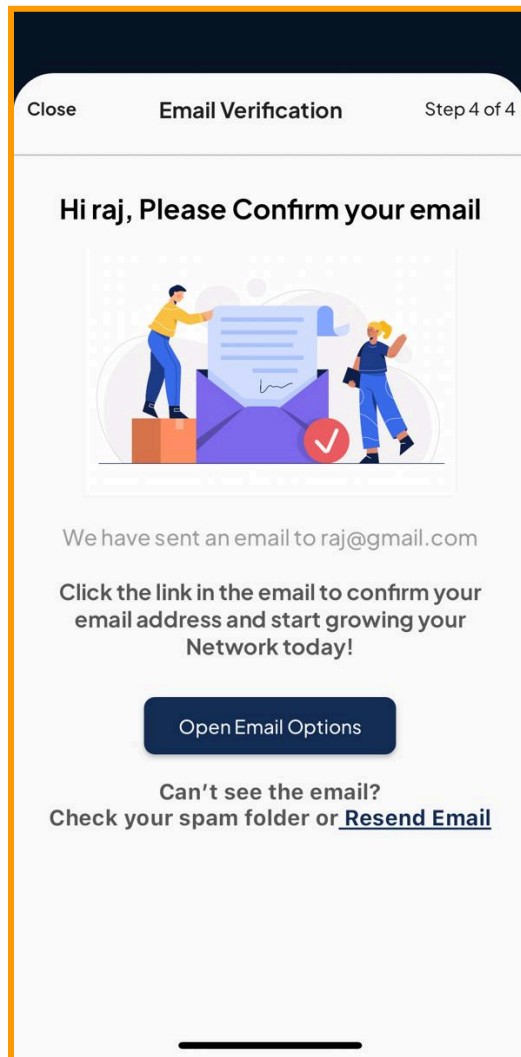 Close Email Verification Step 4 of 4
Hi raj, Please Confirm your email
We have sent an email to raj@gmail.com
Click the link in the email to confirm your
email address and start growing your
Network today!
Open Email Options
Can't see the email?
Check your spam folder or Resend Email